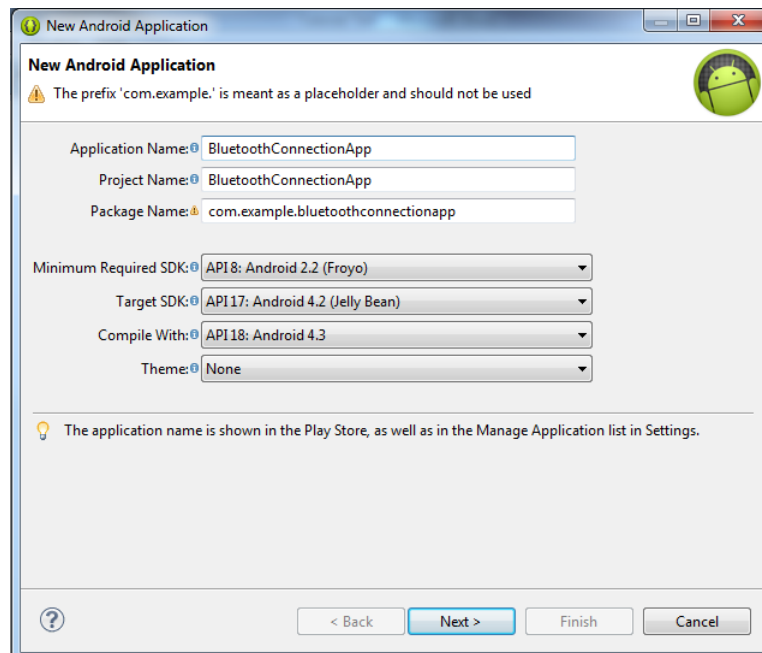 New Android Application
New Android Application
The prefix 'com.example.' is meant as a placeholder and should not be used
Application Name: BluetoothConnectionApp
Project Name: BluetoothConnectionApp
Package Name: com.example.bluetoothconnectionapp
Minimum Required SDK: API 8: Android 2.2 (Froyo)
Target SDK: API 17: Android 4.2 (Jelly Bean)
Compile With: API 18: Android 4.3
Theme: None
The application name is shown in the Play Store, as well as in the Manage Application list in Settings.
? < Back Next > Finish Cancel